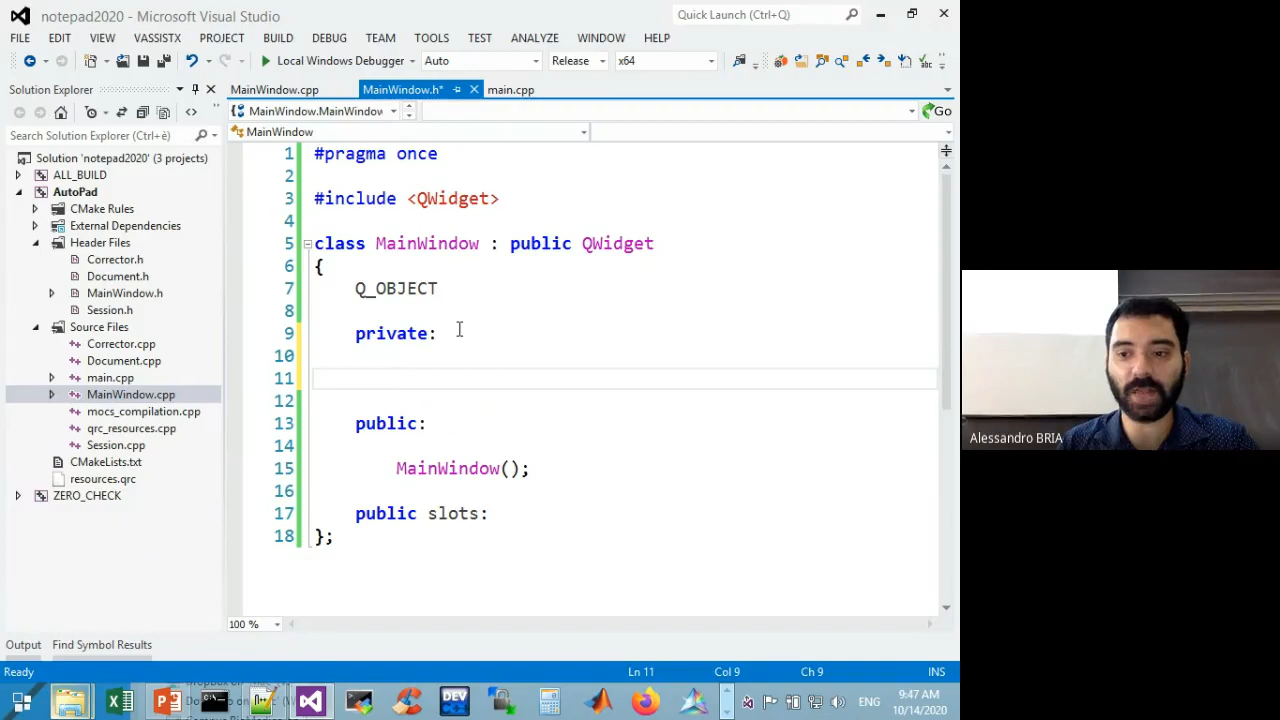 notepad2020 - Microsoft Visual Studio
Quick Launch (Ctrl+Q)
FILE EDIT VIEW VASSISTX PROJECT BUILD DEBUG TEAM TOOLS TEST ANALYZE WINDOW HELP
Local Windows Debugger Auto Release x64
Solution Explorer
MainWindow.cpp MainWindow.h* main.cpp
MainWindow.MainWindow
Go
Search Solution Explorer (Ctrl+è)
MainWindow
Solution 'notepad2020' (3 projects)
ALL_BUILD
AutoPad
CMake Rules
External Dependencies
Header Files
Corrector.h
Document.h
MainWindow.h
Session.h
Source Files
Corrector.cpp
Document.cpp
main.cpp
MainWindow.cpp
mocs_compilation.cpp
qrc_resources.cpp
Session.cpp
CMakeLists.txt
resources.qrc
ZERO_CHECK
1 #pragma once
2
3 #include <QWidget>
4
5 class MainWindow : public QWidget
6 {
7 Q_OBJECT
8
9 private:
10
11
12
13 public:
14
15 MainWindow();
16
17 public slots:
18 };
Alessandro BRIA
100 %
Output Find Symbol Results
Ready Ln 11 Col 9 Ch 9 INS
DEV
ENG
9:47 AM
10/14/2020